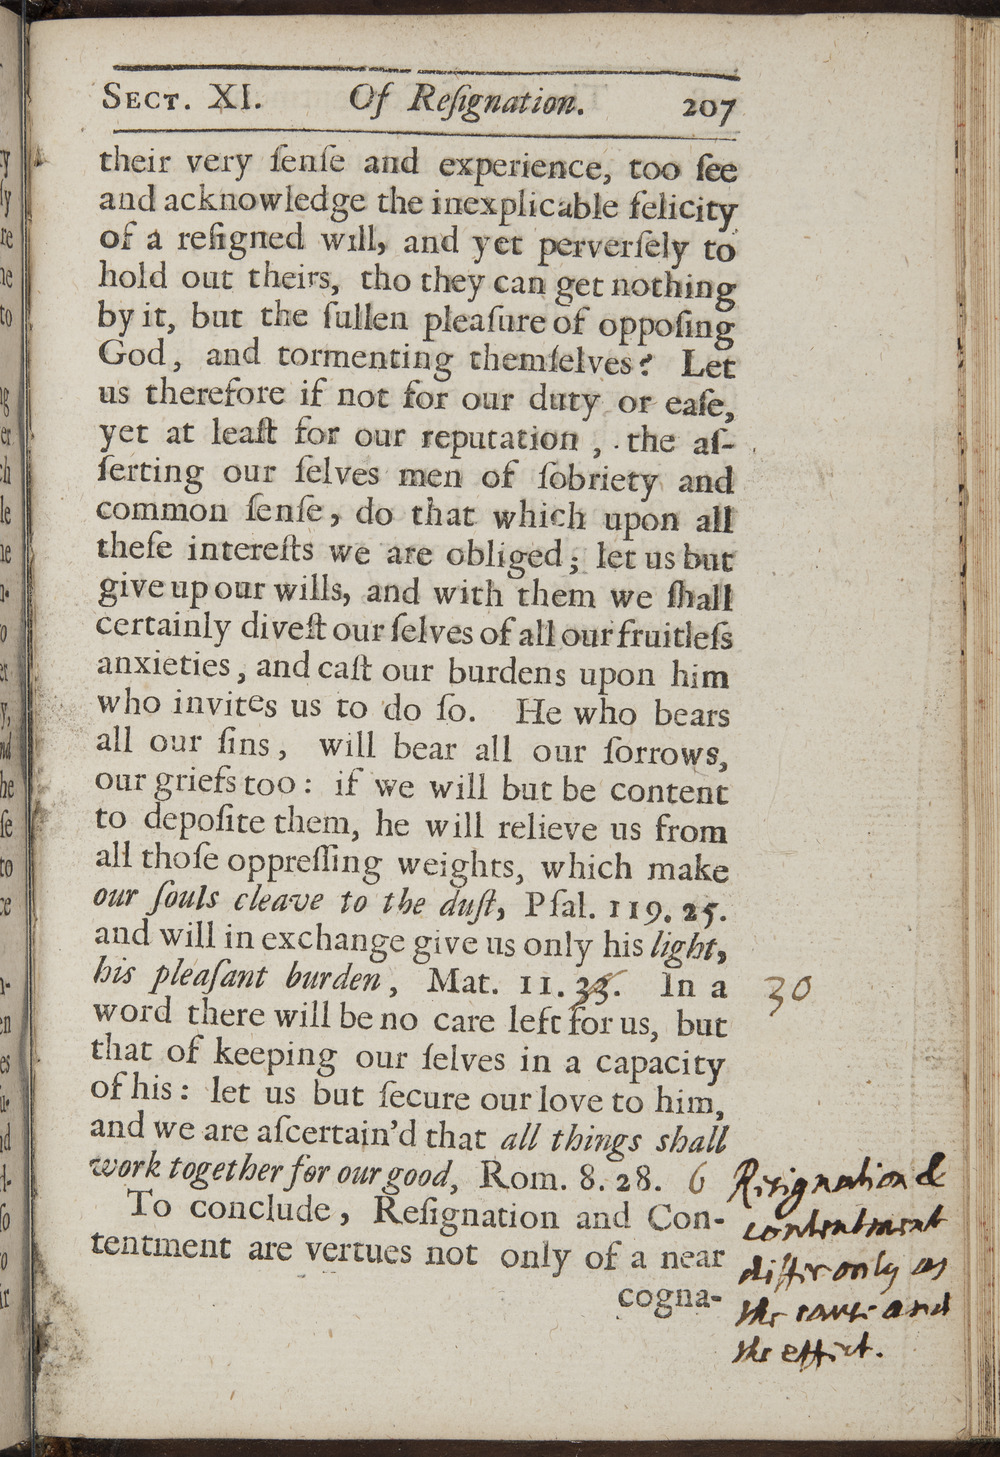 SECT. XI. Of Reſignation. 207
their very ſenſe and experience, too ſee
and acknowledge the inexplicable felicity
of a reſigned will, and yet perverſely to
hold out theirs, tho they can get nothing
by it, but the ſullen pleaſure of oppoſing
God, and tormenting themſelves? Let
us therefore if not for our duty or eaſe,
yet at leaſt for our reputation, the aſ-
ſerting our ſelves men of ſobriety and
common ſenſe, do that which upon all
theſe intereſts we are obliged; let us but
give up our wills, and with them we ſhall
certainly diveſt our ſelves of all our fruitleſs
anxieties, and caſt our burdens upon him
who invites us to do ſo. He who bears
all our ſins, will bear all our ſorrows,
our griefs too: if we will but be content
to depoſite them, he will relieve us from
all thoſe oppreſſing weights, which make
our ſouls cleave to the duſt, Pſal. 119. 25.
and will in exchange give us only his light,
his pleaſant burden, Mat. 11. 33. In a 30
word there will be no care left for us, but
that of keeping our ſelves in a capacity
of his: let us but ſecure our love to him,
and we are aſcertain'd that all things shall
work together for our good, Rom. 8. 28. 6
To conclude, Reſignation and Con-
tentment are vertues not only of a near
cogna-
Resignation &
contentment
differ only as
the cause and
the effect.